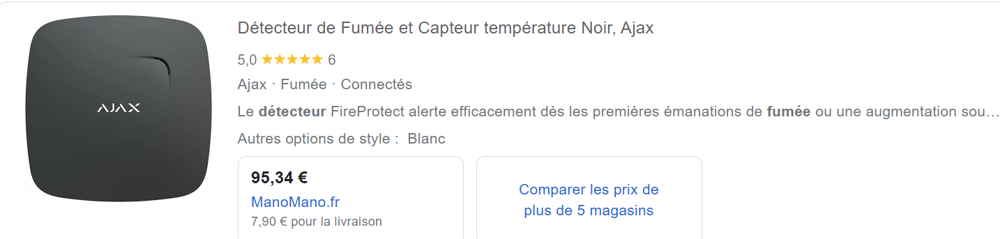 Détecteur de Fumée et Capteur température Noir, Ajax
5,0 ★★★★★ 6
Ajax · Fumée · Connectés
AJAX
Le détecteur FireProtect alerte efficacement dès les premières émanations de fumée ou une augmentation sou…
Autres options de style : Blanc
95,34 €
ManoMano.fr
7,90 € pour la livraison
Comparer les prix de
plus de 5 magasins